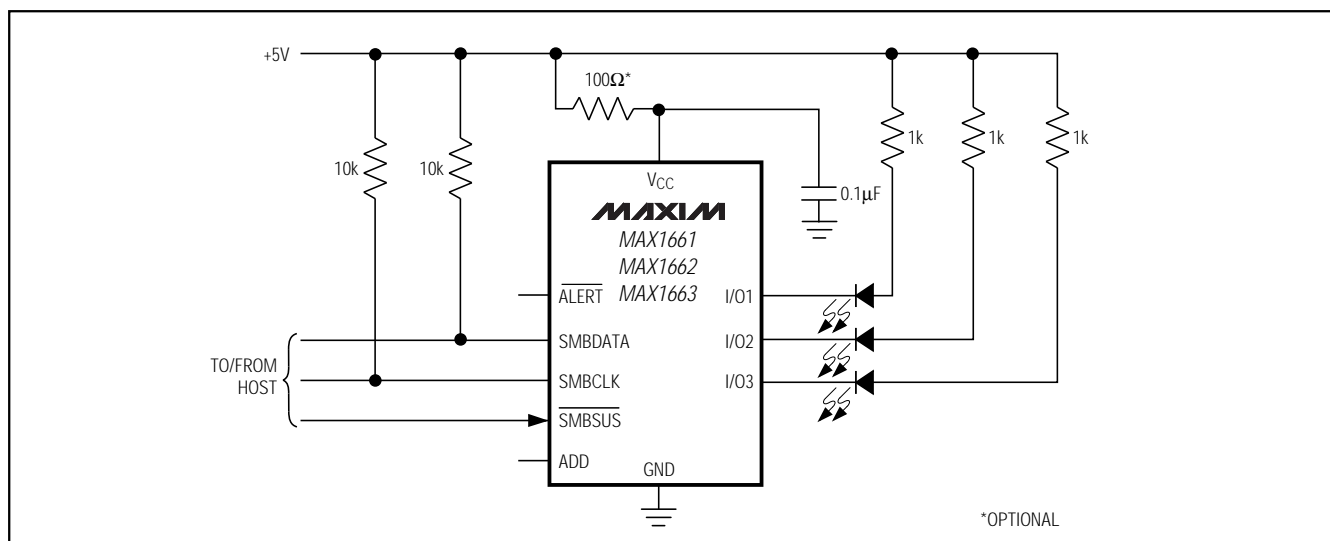 +5V
100Ω*
10k
10k
1k
1k
1k
VCC
0.1μF
MAXIM
MAX1661
MAX1662
MAX1663
ALERT
I/O1
SMBDATA
I/O2
TO/FROM
HOST
SMBCLK
I/O3
SMBSUS
ADD
GND
*OPTIONAL